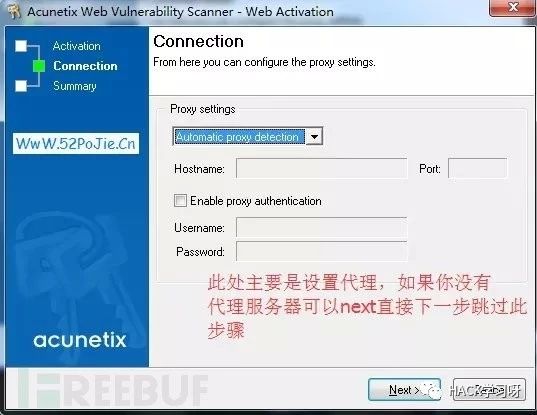 Acunetix Web Vulnerability Scanner - Web Activation
Activation
Connection
Summary
WwW.52PoJie.Cn
acunetix
Connection
From here you can configure the proxy settings.
Proxy settings
Automatic proxy detection
Hostname:
Port:
Enable proxy authentication
Username:
Password:
此处主要是设置代理，如果你没有
代理服务器可以next直接下一步跳过此
步骤
Next >
HACK学习呀
REEBUF